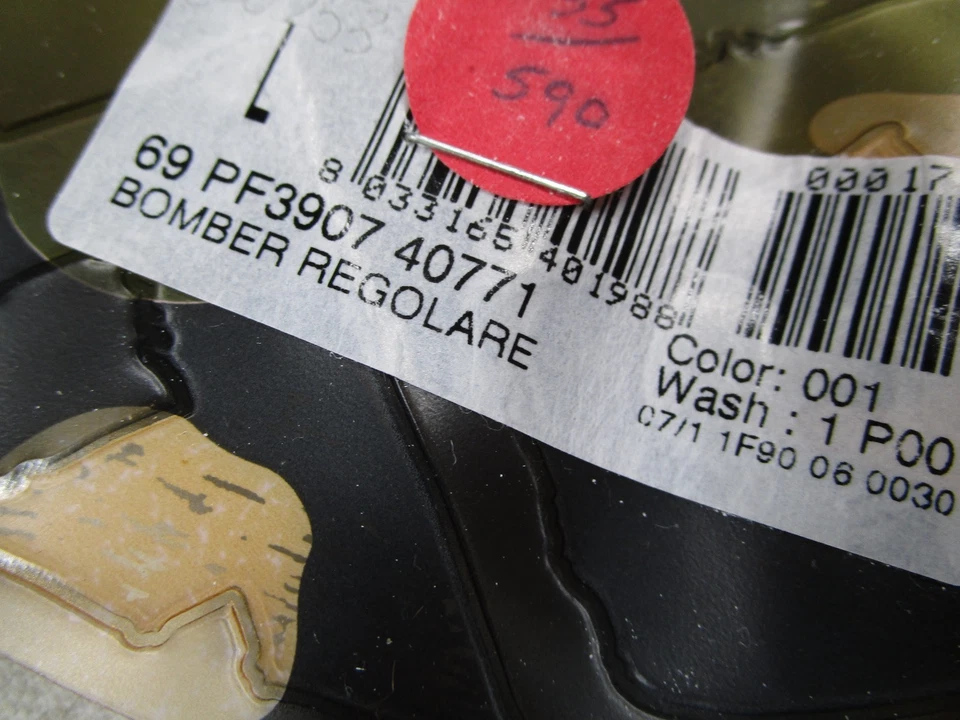 L
590
00017
8 033165 401988
69 PF3907 40771
BOMBER REGOLARE
Color: 001
Wash : 1 P00
07/1 1F90 06 0030